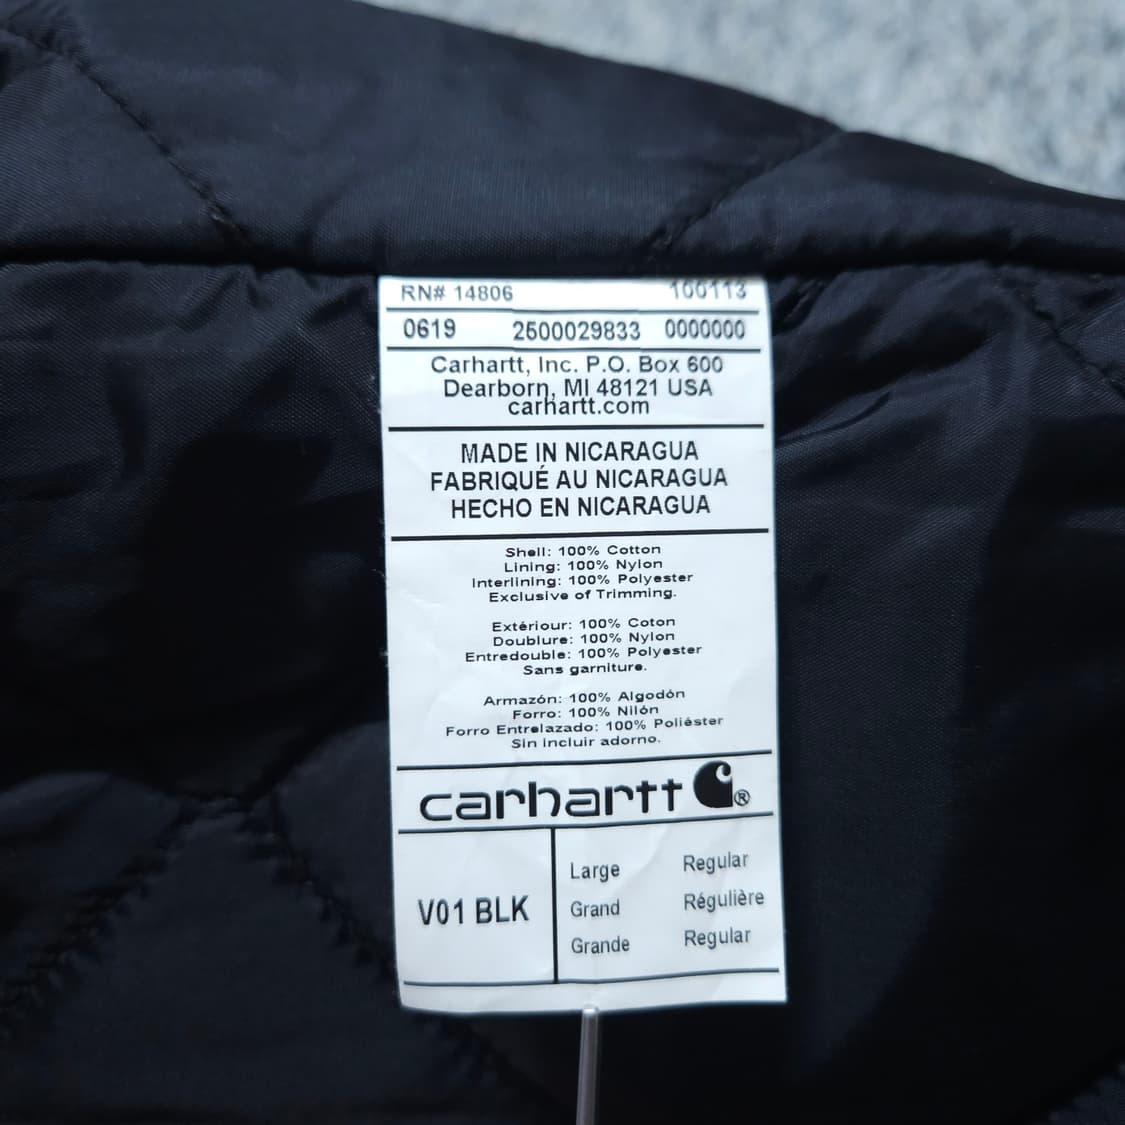 RN# 14806 100113
0619 2500029833 0000000
Carhartt, Inc. P.O. Box 600
Dearborn, MI 48121 USA
carhartt.com
MADE IN NICARAGUA
FABRIQUÉ AU NICARAGUA
HECHO EN NICARAGUA
Shell: 100% Cotton
Lining: 100% Nylon
Interlining: 100% Polyester
Exclusive of Trimming.
Extériour: 100% Coton
Doublure: 100% Nylon
Entredouble: 100% Polyester
Sans garniture.
Armazón: 100% Algodón
Forro: 100% Nilón
Forro Entrelazado: 100% Poliéster
Sin incluir adorno.
carhartt ®
V01 BLK
Large Regular
Grand Régulière
Grande Regular